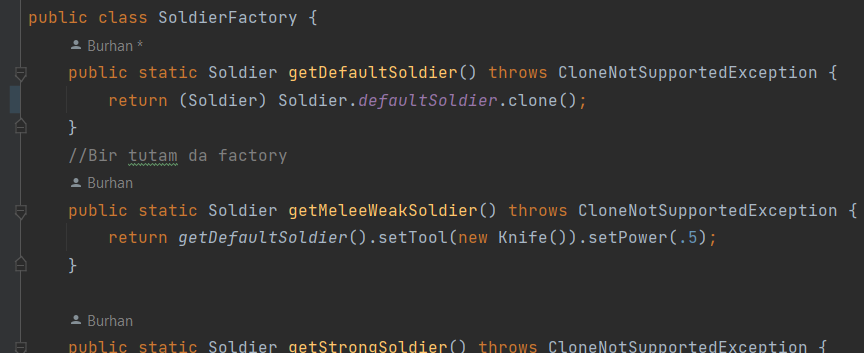 public class SoldierFactory {
Burhan *
public static Soldier getDefaultSoldier() throws CloneNotSupportedException {
return (Soldier) Soldier.defaultSoldier.clone();
}
//Bir tutam da factory
Burhan
public static Soldier getMeleeWeakSoldier() throws CloneNotSupportedException {
return getDefaultSoldier().setTool(new Knife()).setPower(.5);
}
Burhan
public static Soldier getStrongSoldier() throws CloneNotSupportedException {